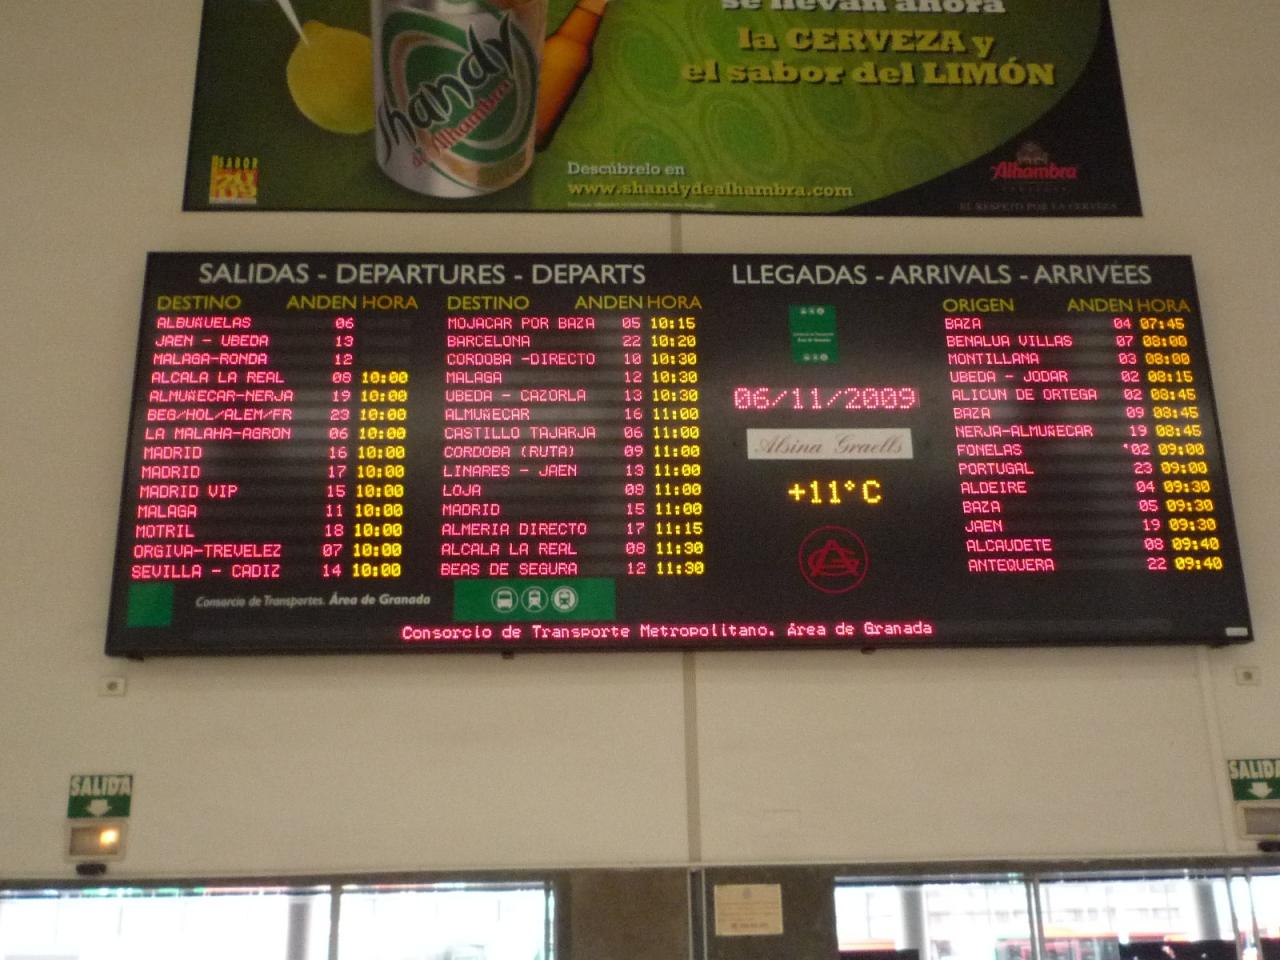 se llevan ahora
la CERVEZA y
el sabor del LIMÓN
Shandy
de Alhambra
SABOR
Descúbrelo en
www.shandydealhambra.com
Alhambra
EL RESPETO POR LA CERVEZA
SALIDAS - DEPARTURES - DEPARTS
DESTINO ANDEN HORA
ALBUÑUELAS 06
JAEN - UBEDA 13
MALAGA-RONDA 12
ALCALA LA REAL 08 10:00
ALMUÑECAR-NERJA 19 10:00
BEG/HOL/ALEM/FR 23 10:00
LA MALAHA-AGRON 06 10:00
MADRID 16 10:00
MADRID 17 10:00
MADRID VIP 15 10:00
MALAGA 11 10:00
MOTRIL 18 10:00
ORGIVA-TREVELEZ 07 10:00
SEVILLA - CADIZ 14 10:00
DESTINO ANDEN HORA
MOJACAR POR BAZA 05 10:15
BARCELONA 22 10:20
CORDOBA -DIRECTO 10 10:30
MALAGA 12 10:30
UBEDA - CAZORLA 13 10:30
ALMUÑECAR 16 11:00
CASTILLO TAJARJA 06 11:00
CORDOBA (RUTA) 09 11:00
LINARES - JAEN 13 11:00
LOJA 08 11:00
MADRID 15 11:00
ALMERIA DIRECTO 17 11:15
ALCALA LA REAL 08 11:30
BEAS DE SEGURA 12 11:30
LLEGADAS - ARRIVALS - ARRIVÉES
06/11/2009
Alsina Graells
+11°C
ORIGEN ANDEN HORA
BAZA 04 07:45
BENALUA VILLAS 07 08:00
MONTILLANA 03 08:00
UBEDA - JODAR 02 08:15
ALICUN DE ORTEGA 02 08:45
BAZA 09 08:45
NERJA-ALMUÑECAR 19 08:45
FONELAS 02 09:00
PORTUGAL 23 09:00
ALDEIRE 04 09:30
BAZA 05 09:30
JAEN 19 09:30
ALCAUDETE 08 09:40
ANTEQUERA 22 09:40
Consorcio de Transportes. Área de Granada
Consorcio de Transporte Metropolitano. Área de Granada
SALIDA
SALIDA